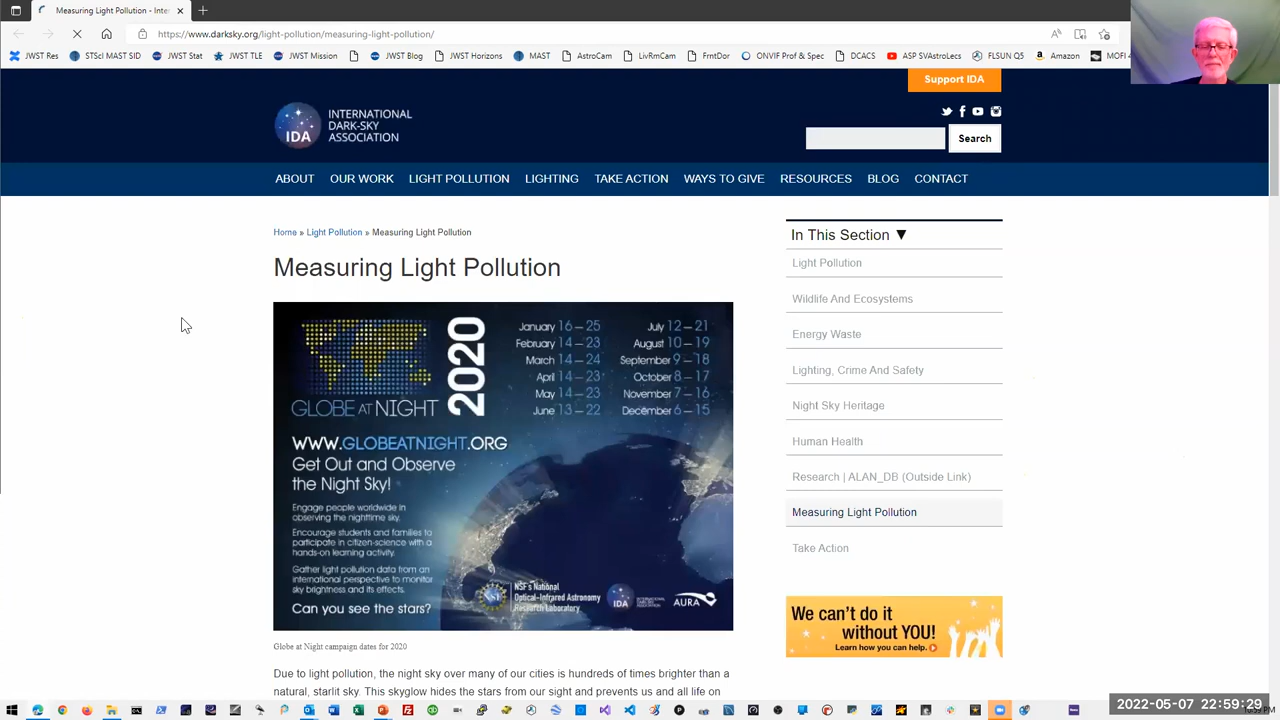 Measuring Light Pollution - Inter
https://www.darksky.org/light-pollution/measuring-light-pollution/
JWST Res
STScI MAST SID
JWST Stat
JWST TLE
JWST Mission
JWST Blog
JWST Horizons
MAST
AstroCam
LivRmCam
FrntDor
ONVIF Prof & Spec
DCACS
ASP SVAstroLecs
FLSUN Q5
Amazon
MOFI
Support IDA
IDA
INTERNATIONAL
DARK-SKY
ASSOCIATION
Search
ABOUT OUR WORK LIGHT POLLUTION LIGHTING TAKE ACTION WAYS TO GIVE RESOURCES BLOG CONTACT
Home » Light Pollution » Measuring Light Pollution
Measuring Light Pollution
GLOBE AT NIGHT
2020
January 16 – 25
February 14 – 23
March 14 – 24
April 14 – 23
May 14 – 23
June 13 – 22
July 12 – 21
August 10 – 19
September 9 – 18
October 8 – 17
November 7 – 16
December 6 – 15
WWW.GLOBEATNIGHT.ORG
Get Out and Observe
the Night Sky!
Engage people worldwide in
observing the nighttime sky.
Encourage students and families to
participate in citizen-science with a
hands-on learning activity.
Gather light pollution data from an
international perspective to monitor
sky brightness and its effects.
Can you see the stars?
NSF's National
Optical-Infrared Astronomy
Research Laboratory
IDA
AURA
Globe at Night campaign dates for 2020
Due to light pollution, the night sky over many of our cities is hundreds of times brighter than a
natural, starlit sky. This skyglow hides the stars from our sight and prevents us and all life on
In This Section ▼
Light Pollution
Wildlife And Ecosystems
Energy Waste
Lighting, Crime And Safety
Night Sky Heritage
Human Health
Research | ALAN_DB (Outside Link)
Measuring Light Pollution
Take Action
We can't do it
without YOU!
Learn how you can help.
2022-05-07 22:59:29